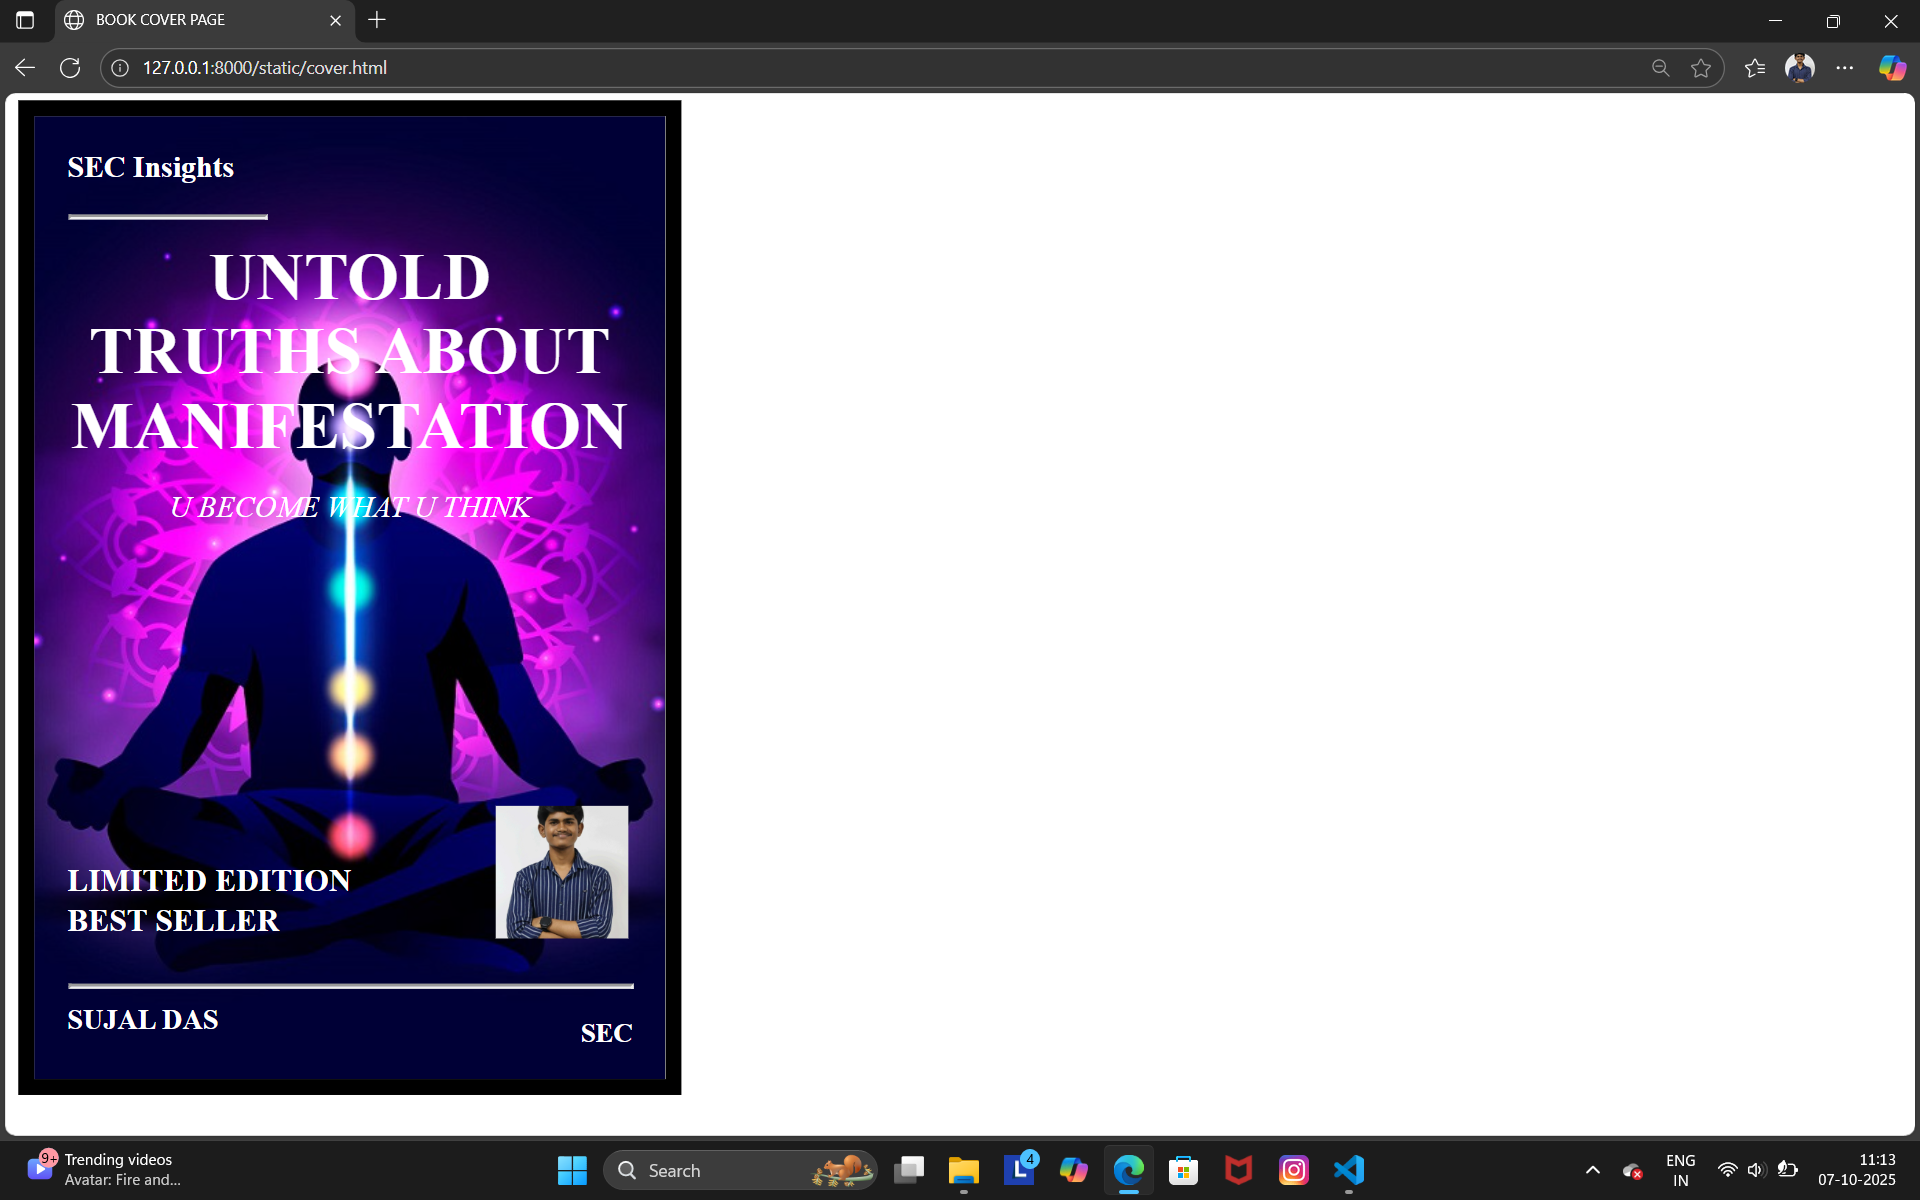 BOOK COVER PAGE
127.0.0.1:8000/static/cover.html
SEC Insights
UNTOLD
TRUTHS ABOUT
MANIFESTATION
U BECOME WHAT U THINK
LIMITED EDITION
BEST SELLER
SUJAL DAS
SEC
9+
Trending videos
Avatar: Fire and...
Search
L
4
ENG
IN
11:13
07-10-2025